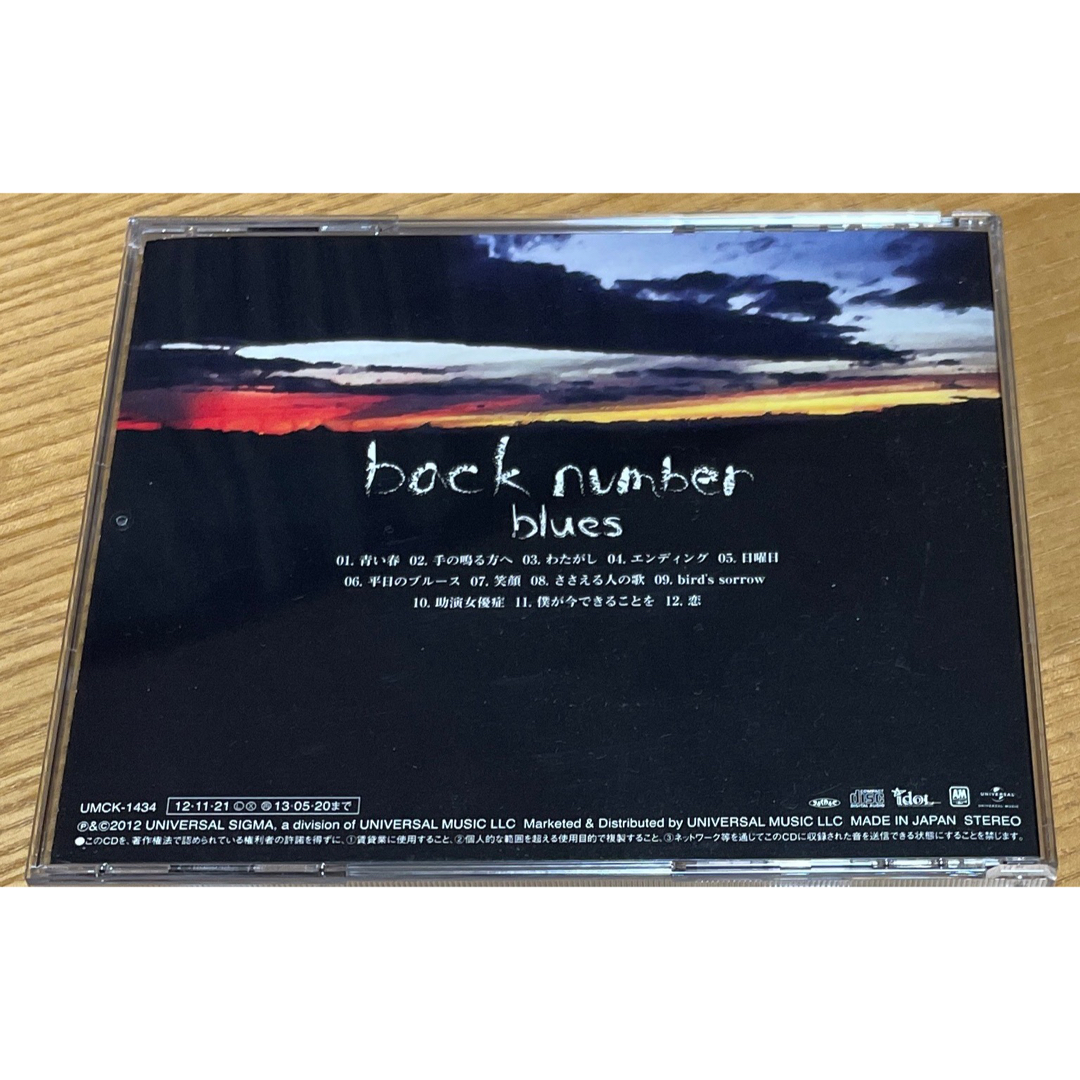 back number
blues
01. 青い春 02. 手の鳴る方へ 03. わたがし 04. エンディング 05. 日曜日
06. 平日のブルース 07. 笑顔 08. ささえる人の歌 09. bird's sorrow
10. 助演女優症 11. 僕が今できることを 12. 恋
UMCK-1434 12·11·21 Ⓒ Ⓧ ㊢ 13·05·20まで
COMPACT disc DIGITAL AUDIO idol A&M UNIVERSAL UNIVERSAL MUSIC
℗&©2012 UNIVERSAL SIGMA, a division of UNIVERSAL MUSIC LLC Marketed & Distributed by UNIVERSAL MUSIC LLC MADE IN JAPAN STEREO
●このCDを、著作権法で認められている権利者の許諾を得ずに、①賃貸業に使用すること、②個人的な範囲を超える使用目的で複製すること、③ネットワーク等を通じてこのCDに収録された音を送信できる状態にすることを禁じます。